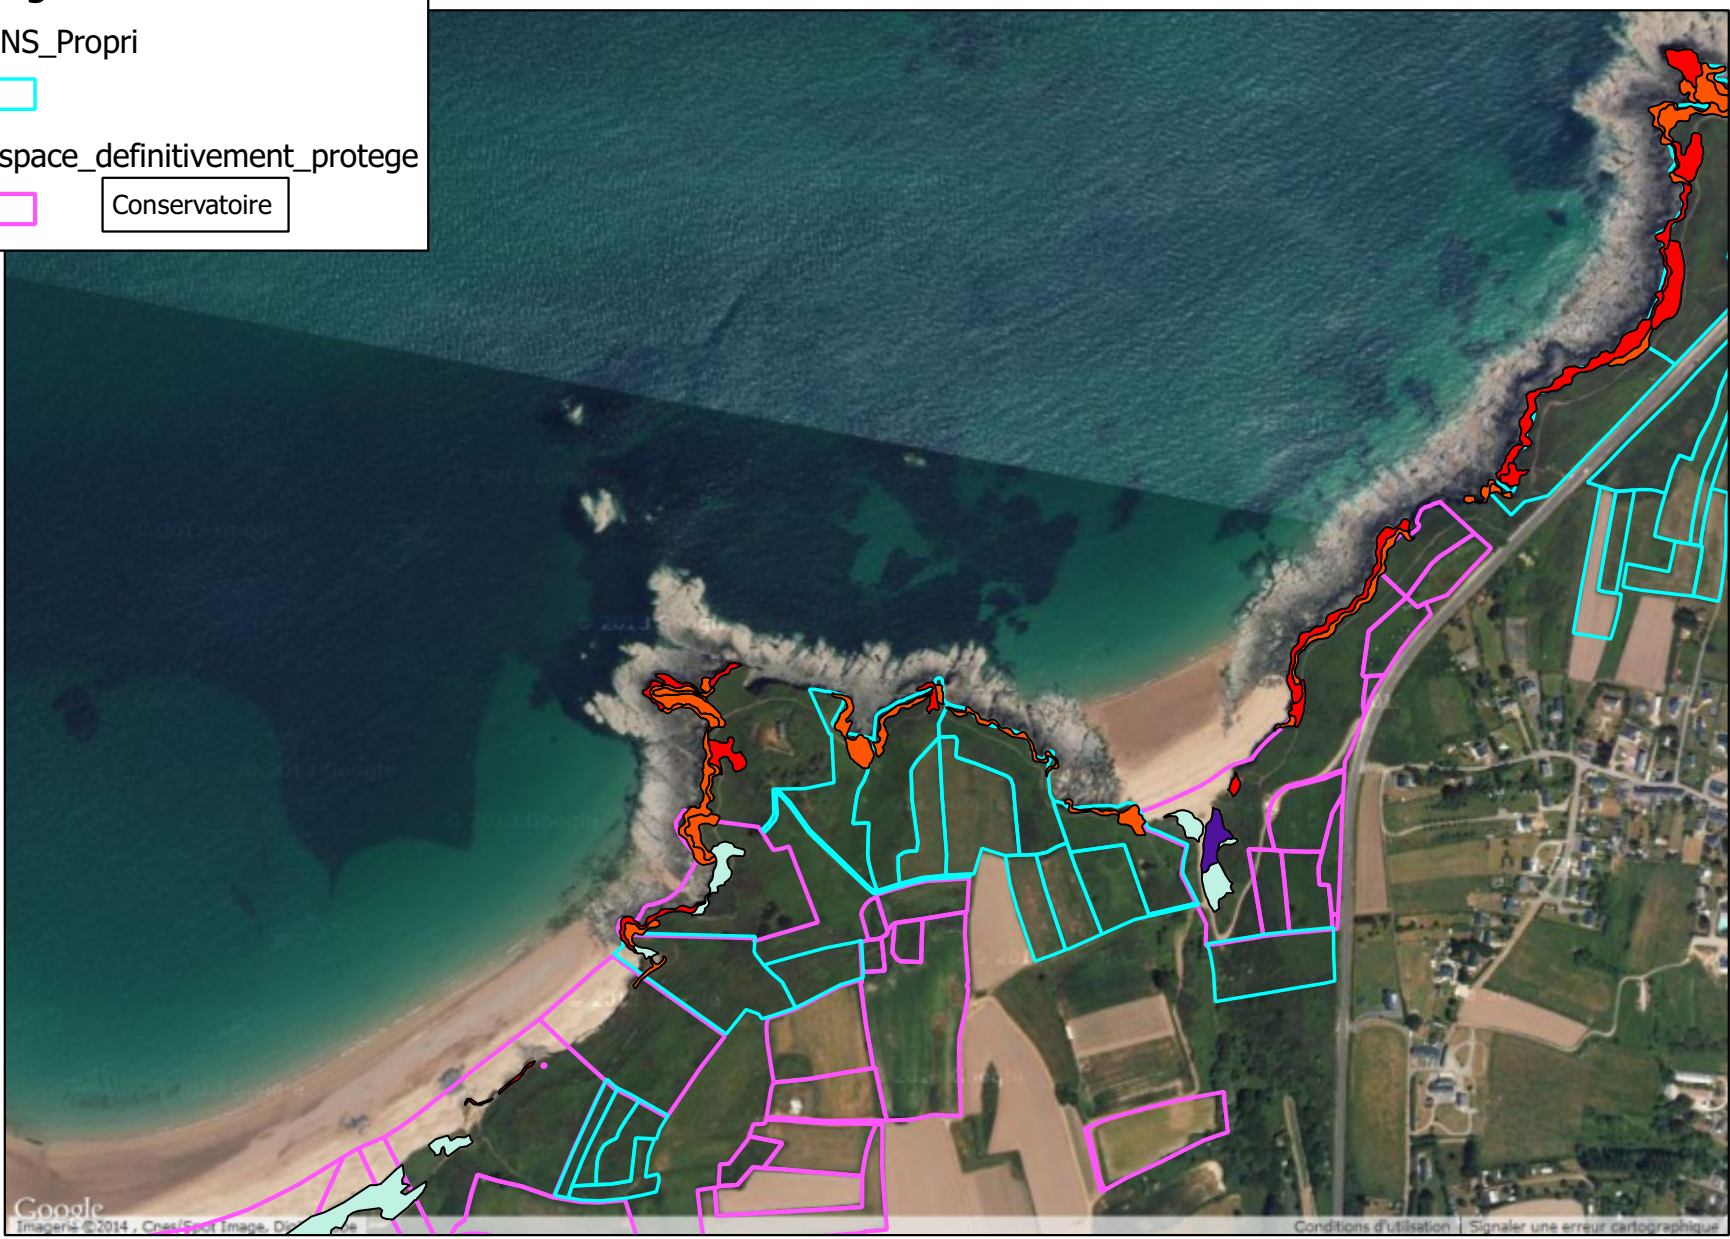 g
NS_Propri
space_definitivement_protege
Conservatoire
Google
Imagerie ©2014 , Cnes/Spot Image, Di
Conditions d'utilisation | Signaler une erreur cartographique